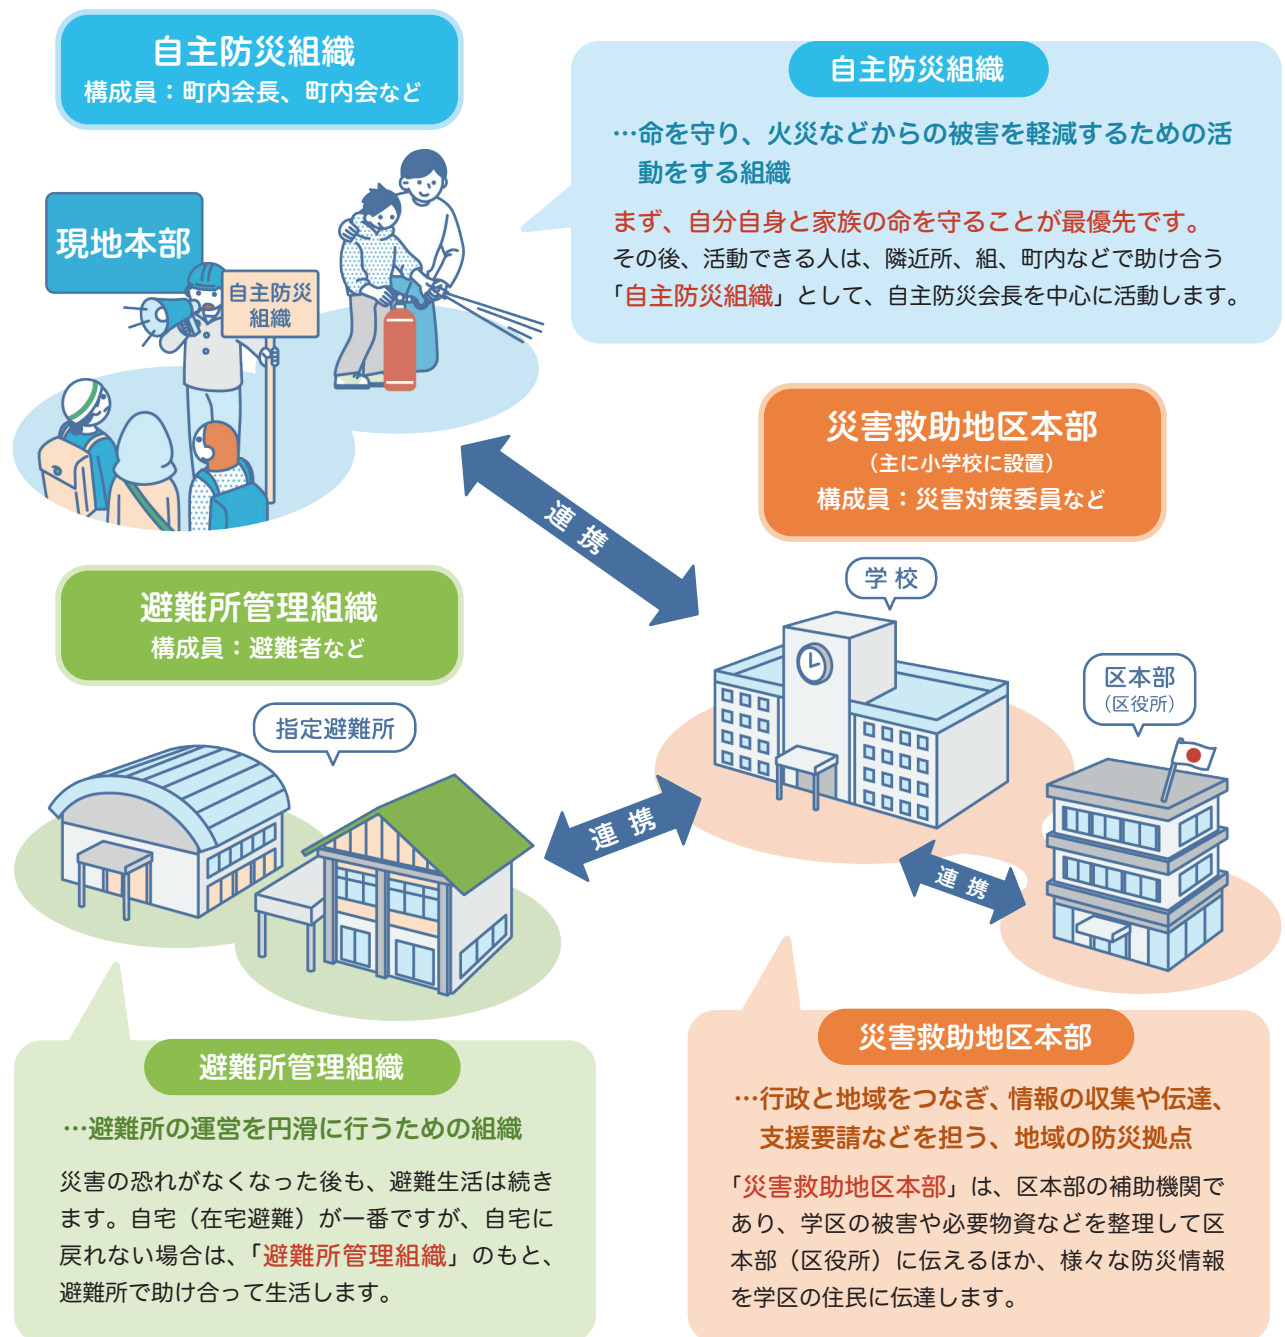 自主防災組織
構成員：町内会長、町内会など
現地本部
自主防災
組織
自主防災組織
…命を守り、火災などからの被害を軽減するための活
動をする組織
まず、自分自身と家族の命を守ることが最優先です。
その後、活動できる人は、隣近所、組、町内などで助け合う
「自主防災組織」として、自主防災会長を中心に活動します。
連携
災害救助地区本部
（主に小学校に設置）
構成員：災害対策委員など
学校
区本部
（区役所）
避難所管理組織
構成員：避難者など
指定避難所
連携
連携
避難所管理組織
…避難所の運営を円滑に行うための組織
災害の恐れがなくなった後も、避難生活は続き
ます。自宅（在宅避難）が一番ですが、自宅に
戻れない場合は、「避難所管理組織」のもと、
避難所で助け合って生活します。
災害救助地区本部
…行政と地域をつなぎ、情報の収集や伝達、
支援要請などを担う、地域の防災拠点
「災害救助地区本部」は、区本部の補助機関で
あり、学区の被害や必要物資などを整理して区
本部（区役所）に伝えるほか、様々な防災情報
を学区の住民に伝達します。